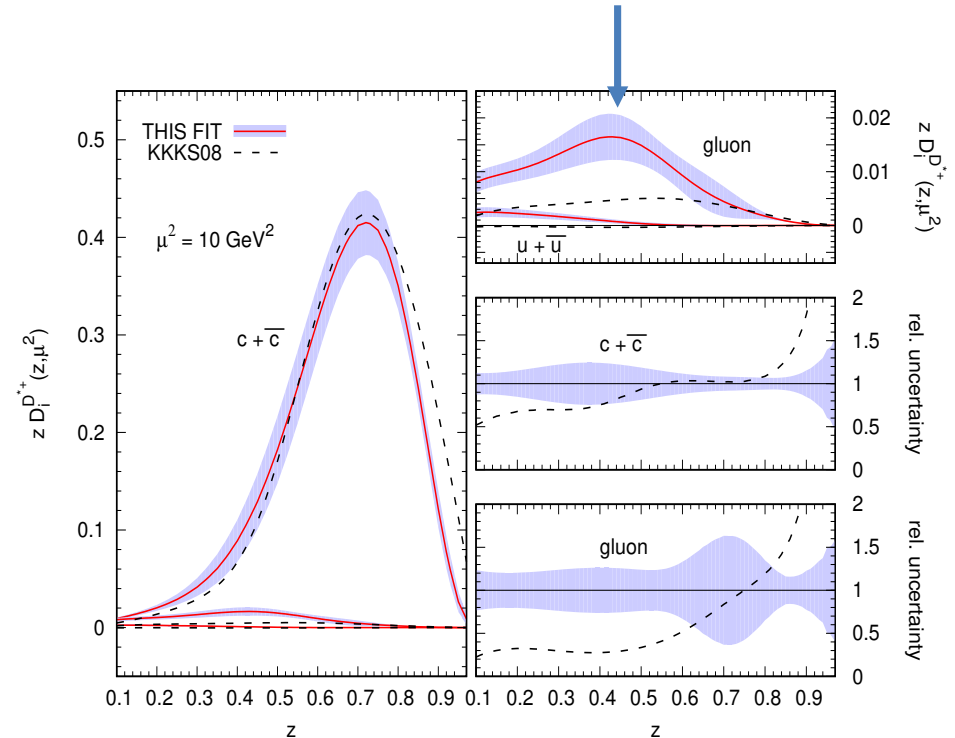 THIS FIT
KKKS08
μ² = 10 GeV²
c + c̅
z D_i^{D*+} (z,μ²)
0.5
0.4
0.3
0.2
0.1
0
0.1 0.2 0.3 0.4 0.5 0.6 0.7 0.8 0.9
z
gluon
u + u̅
0.02
0.01
0
z D_i^{D*+} (z,μ²)
c + c̅
2
1.5
1
0.5
0
rel. uncertainty
gluon
2
1.5
1
0.5
0
rel. uncertainty
0.1 0.2 0.3 0.4 0.5 0.6 0.7 0.8 0.9
z